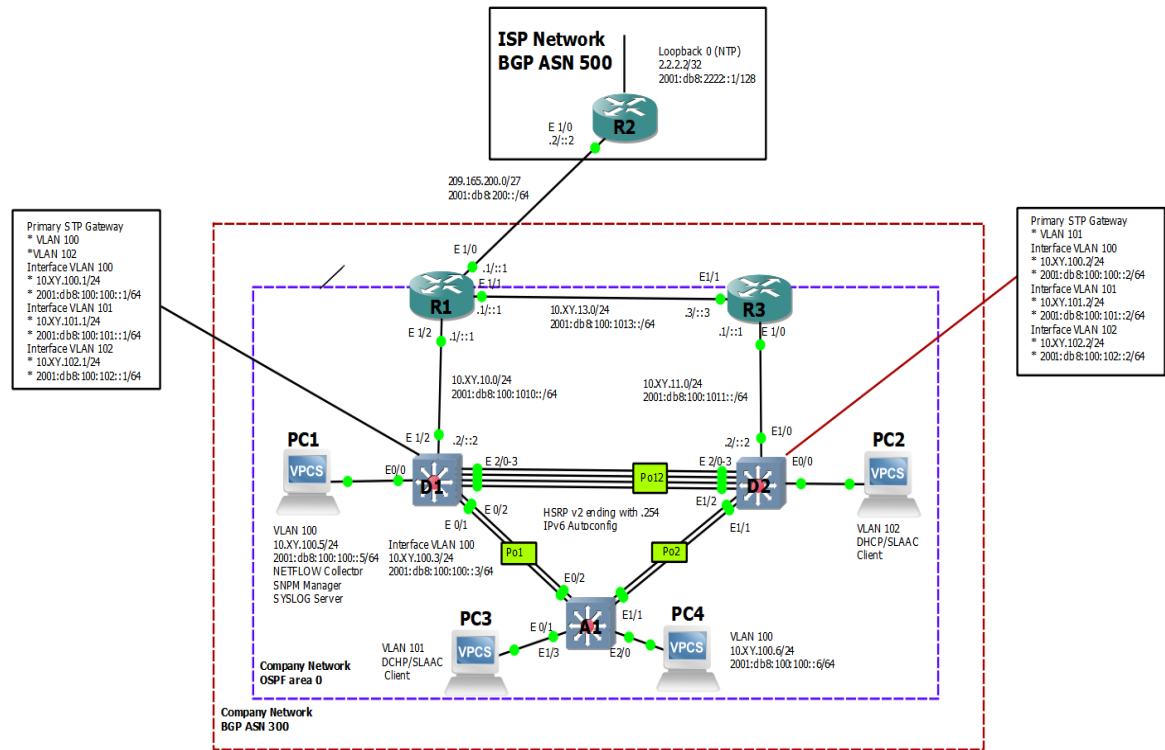 ISP Network
BGP ASN 500
Loopback 0 (NTP)
2.2.2.2/32
2001:db8:2222::1/128
E 1/0
.2/::2
R2
209.165.200.0/27
2001:db8:200::/64
Primary STP Gateway
* VLAN 100
*VLAN 102
Interface VLAN 100
* 10.XY.100.1/24
* 2001:db8:100:100::1/64
Interface VLAN 101
* 10.XY.101.1/24
* 2001:db8:100:101::1/64
Interface VLAN 102
* 10.XY.102.1/24
* 2001:db8:100:102::1/64
Primary STP Gateway
* VLAN 101
Interface VLAN 100
* 10.XY.100.2/24
* 2001:db8:100:100::2/64
Interface VLAN 101
* 10.XY.101.2/24
* 2001:db8:100:101::2/64
Interface VLAN 102
* 10.XY.102.2/24
* 2001:db8:100:102::2/64
E 1/0
.1/::1
E 1/1
R1
.1/::1
E 1/2
.1/::1
10.XY.13.0/24
2001:db8:100:1013::/64
E1/1
.3/::3
R3
.1/::1
E 1/0
10.XY.10.0/24
2001:db8:100:1010::/64
10.XY.11.0/24
2001:db8:100:1011::/64
E 1/2
.2/::2
E1/0
.2/::2
PC1
VPCS
E0/0
D1
E 2/0-3
Po12
E 2/0-3
D2
E0/0
PC2
VPCS
E 0/2
E 0/1
HSRP v2 ending with .254
IPv6 Autoconfig
E1/2
E1/1
VLAN 100
10.XY.100.5/24
2001:db8:100:100::5/64
NETFLOW Collector
SNPM Manager
SYSLOG Server
Interface VLAN 100
10.XY.100.3/24
2001:db8:100:100::3/64
Po1
Po2
VLAN 102
DHCP/SLAAC
Client
E0/2
A1
E1/1
PC3
VPCS
E 0/1
E1/3
E2/0
PC4
VPCS
VLAN 101
DCHP/SLAAC
Client
VLAN 100
10.XY.100.6/24
2001:db8:100:100::6/64
Company Network
OSPF area 0
Company Network
BGP ASN 300